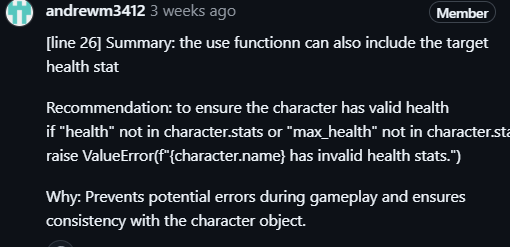 andrewm3412 3 weeks ago Member
[line 26] Summary: the use functionn can also include the target
health stat
Recommendation: to ensure the character has valid health
if "health" not in character.stats or "max_health" not in character.sta
raise ValueError(f"{character.name} has invalid health stats.")
Why: Prevents potential errors during gameplay and ensures
consistency with the character object.